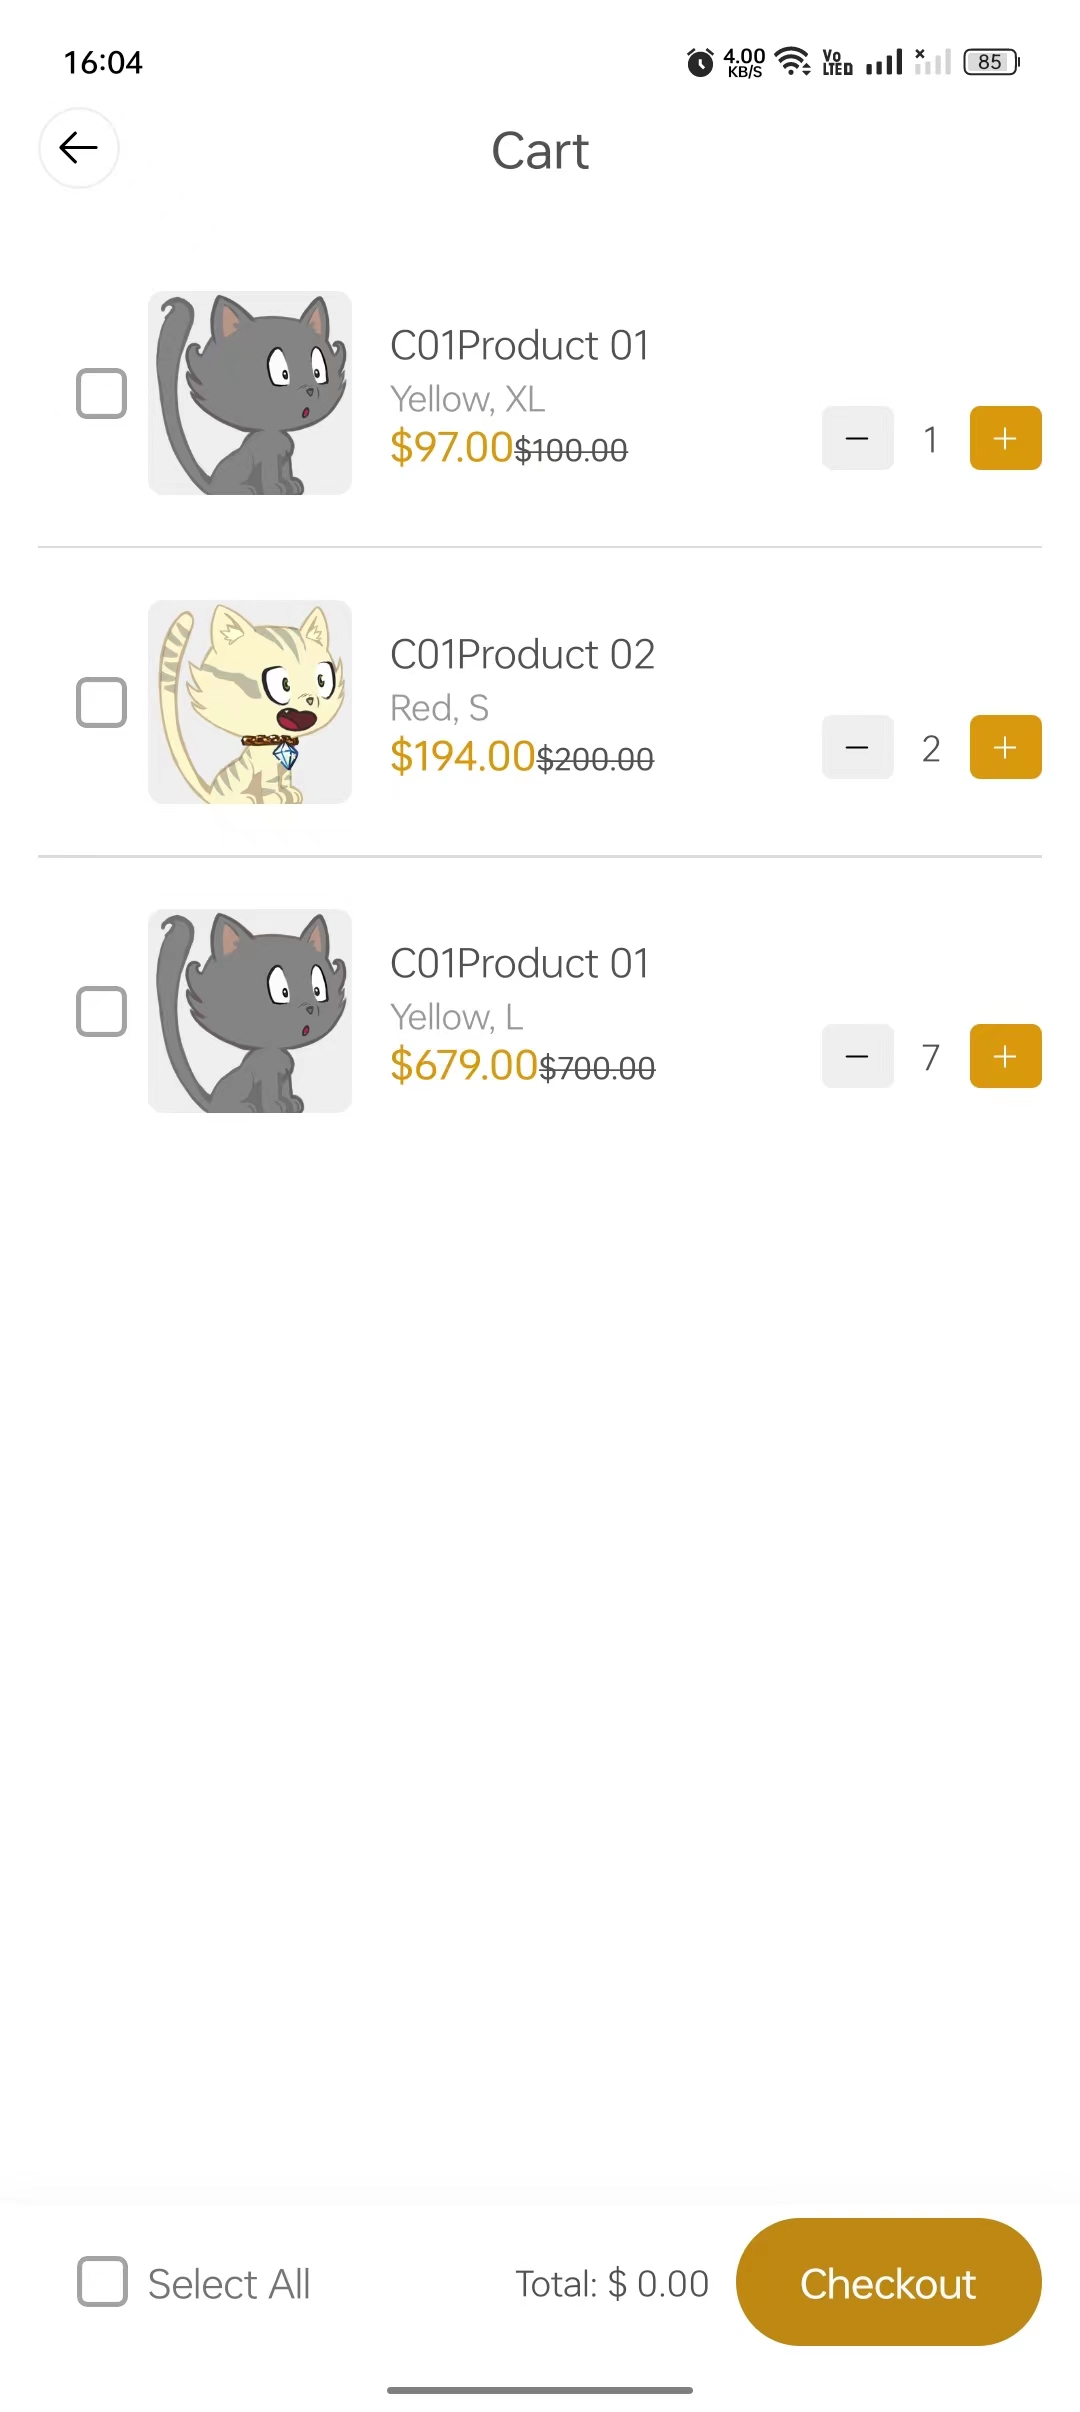 16:04 4.00 KB/S Vo LTED 85
Cart
C01Product 01
Yellow, XL
$97.00$100.00
− 1 +
C01Product 02
Red, S
$194.00$200.00
− 2 +
C01Product 01
Yellow, L
$679.00$700.00
− 7 +
Select All Total: $ 0.00 Checkout